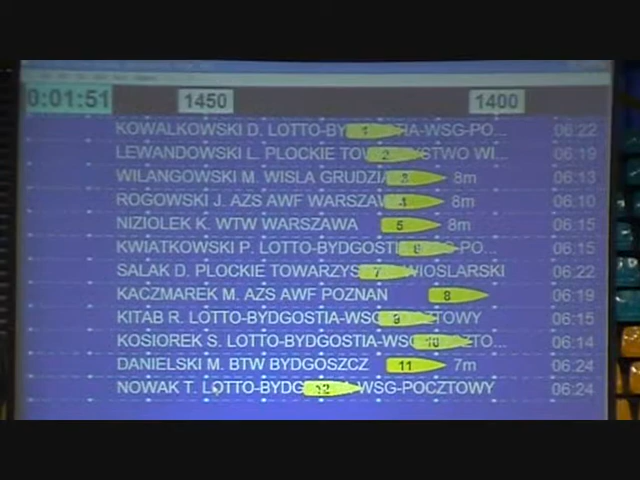 0:01:51 1450 1400
KOWALKOWSKI D. LOTTO-BY 1 IA-WSG-PO... 06:22
LEWANDOWSKI L. PLOCKIE TOW 2 STWO WI... 06:19
WILANGOWSKI M. WISLA GRUDZIA 3 8m 06:13
ROGOWSKI J. AZS AWF WARSZAW 4 8m 06:10
NIZIOLEK K. WTW WARSZAWA 5 8m 06:15
KWIATKOWSKI P. LOTTO-BYDGOSTI 6 -PO... 06:15
SALAK D. PLOCKIE TOWARZYS 7 WIOSLARSKI 06:22
KACZMAREK M. AZS AWF POZNAN 8 06:19
KITAB R. LOTTO-BYDGOSTIA-WSG 9 TOWY 06:15
KOSIOREK S. LOTTO-BYDGOSTIA-WSG 10 TO... 06:14
DANIELSKI M. BTW BYDGOSZCZ 11 7m 06:24
NOWAK T. LOTTO-BYDG 12 WSG-POCZTOWY 06:24